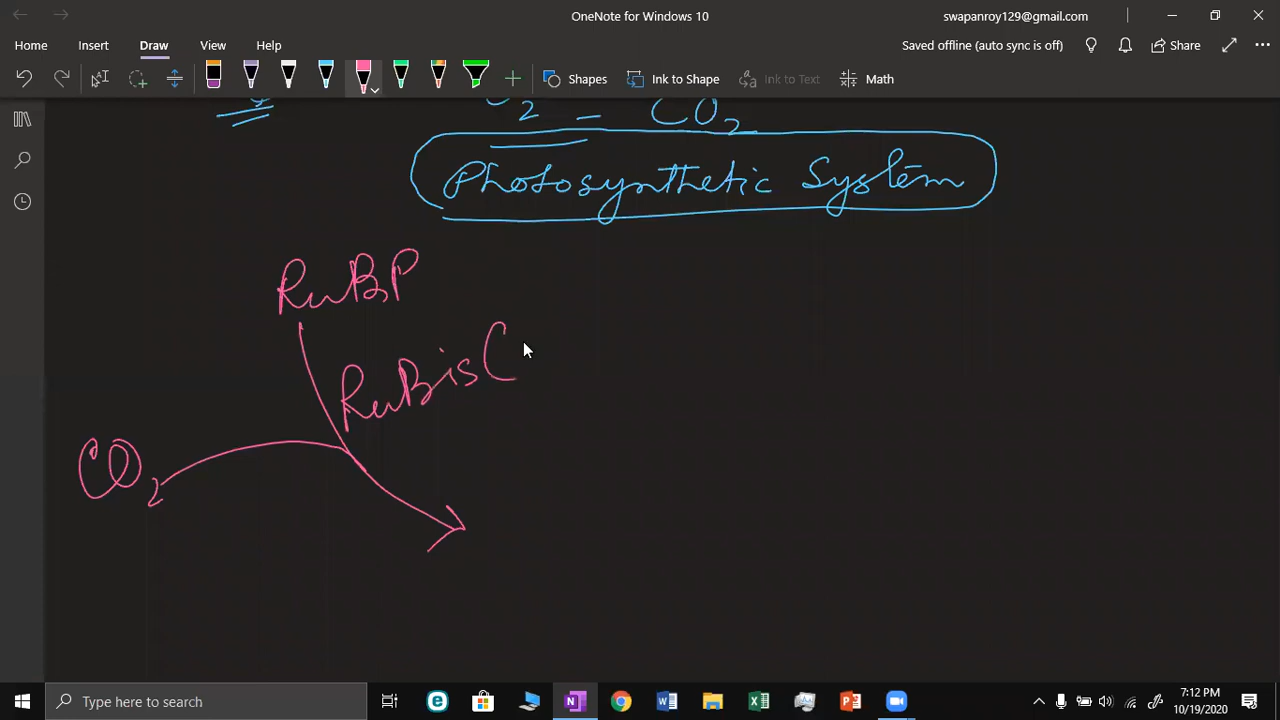 OneNote for Windows 10
swapanroy129@gmail.com
Home Insert Draw View Help
Saved offline (auto sync is off)
Share
Shapes Ink to Shape Ink to Text Math
2 = CO2
Photosynthetic System
RuBP
RuBisC
CO2
Type here to search
7:12 PM
10/19/2020